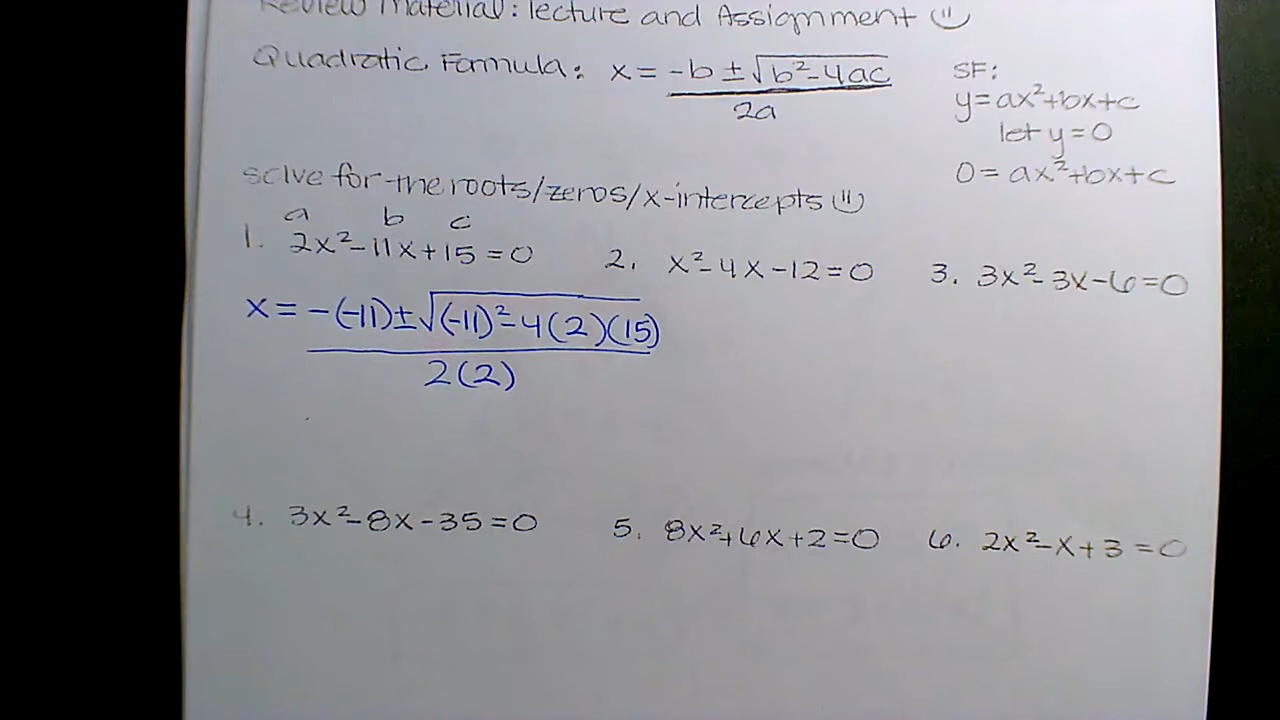 Review Material: lecture and Assignment
Quadratic Formula: x = -b ± √b²-4ac
2a
SF:
y=ax²+bx+c
let y=0
0=ax²+bx+c
solve for the roots/zeros/x-intercepts
a b c
1. 2x²-11x+15=0
2. x²-4x-12=0
3. 3x²-3x-6=0
x = -(-11)±√(-11)²-4(2)(15)
2(2)
4. 3x²-8x-35=0
5. 8x²+6x+2=0
6. 2x²-x+3=0